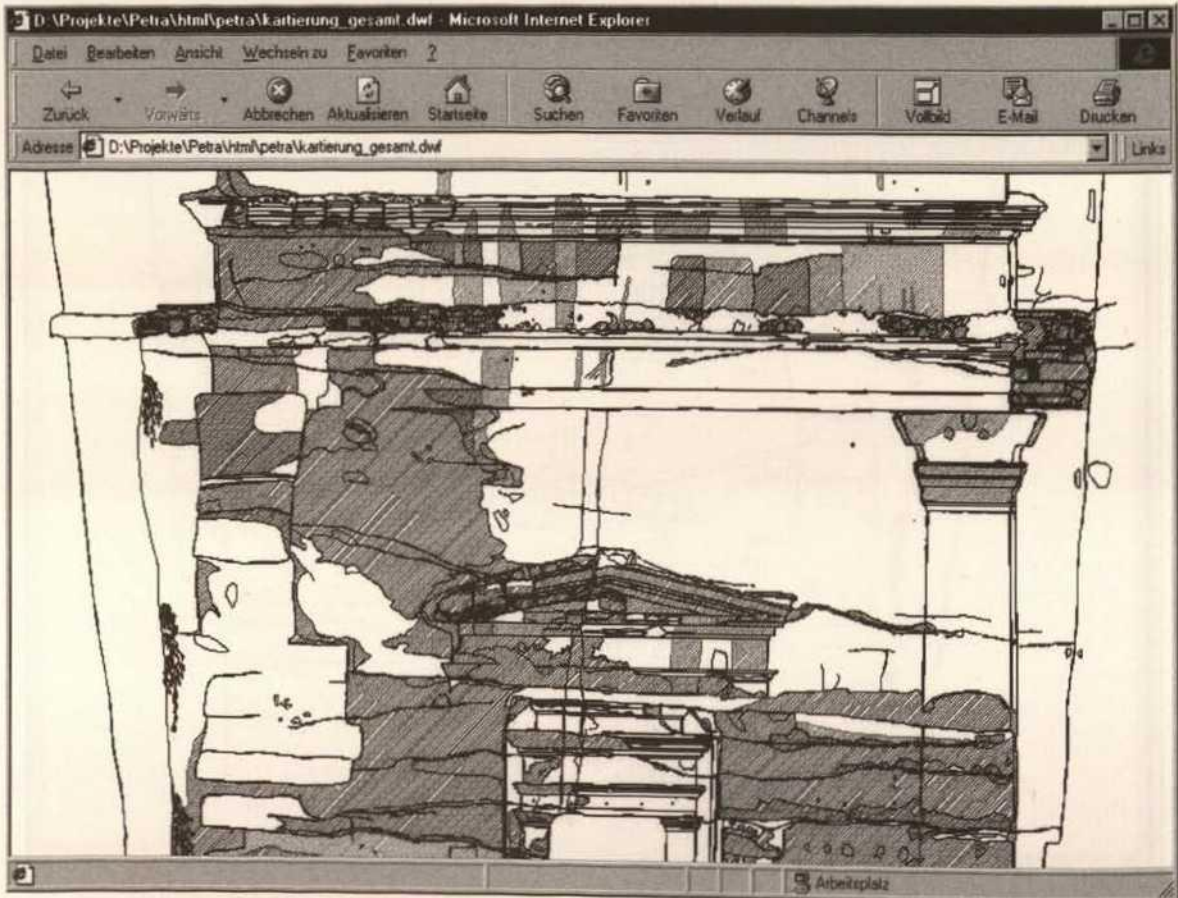 D:\Projekte\Petra\html\petra\kartierung_gesamt.dwf - Microsoft Internet Explorer
Datei Bearbeiten Ansicht Wechseln zu Favoriten ?
Zurück Vorwärts Abbrechen Aktualisieren Startseite Suchen Favoriten Verlauf Channels Vollbild E-Mail Drucken
Adresse D:\Projekte\Petra\html\petra\kartierung_gesamt.dwf Links
Arbeitsplatz